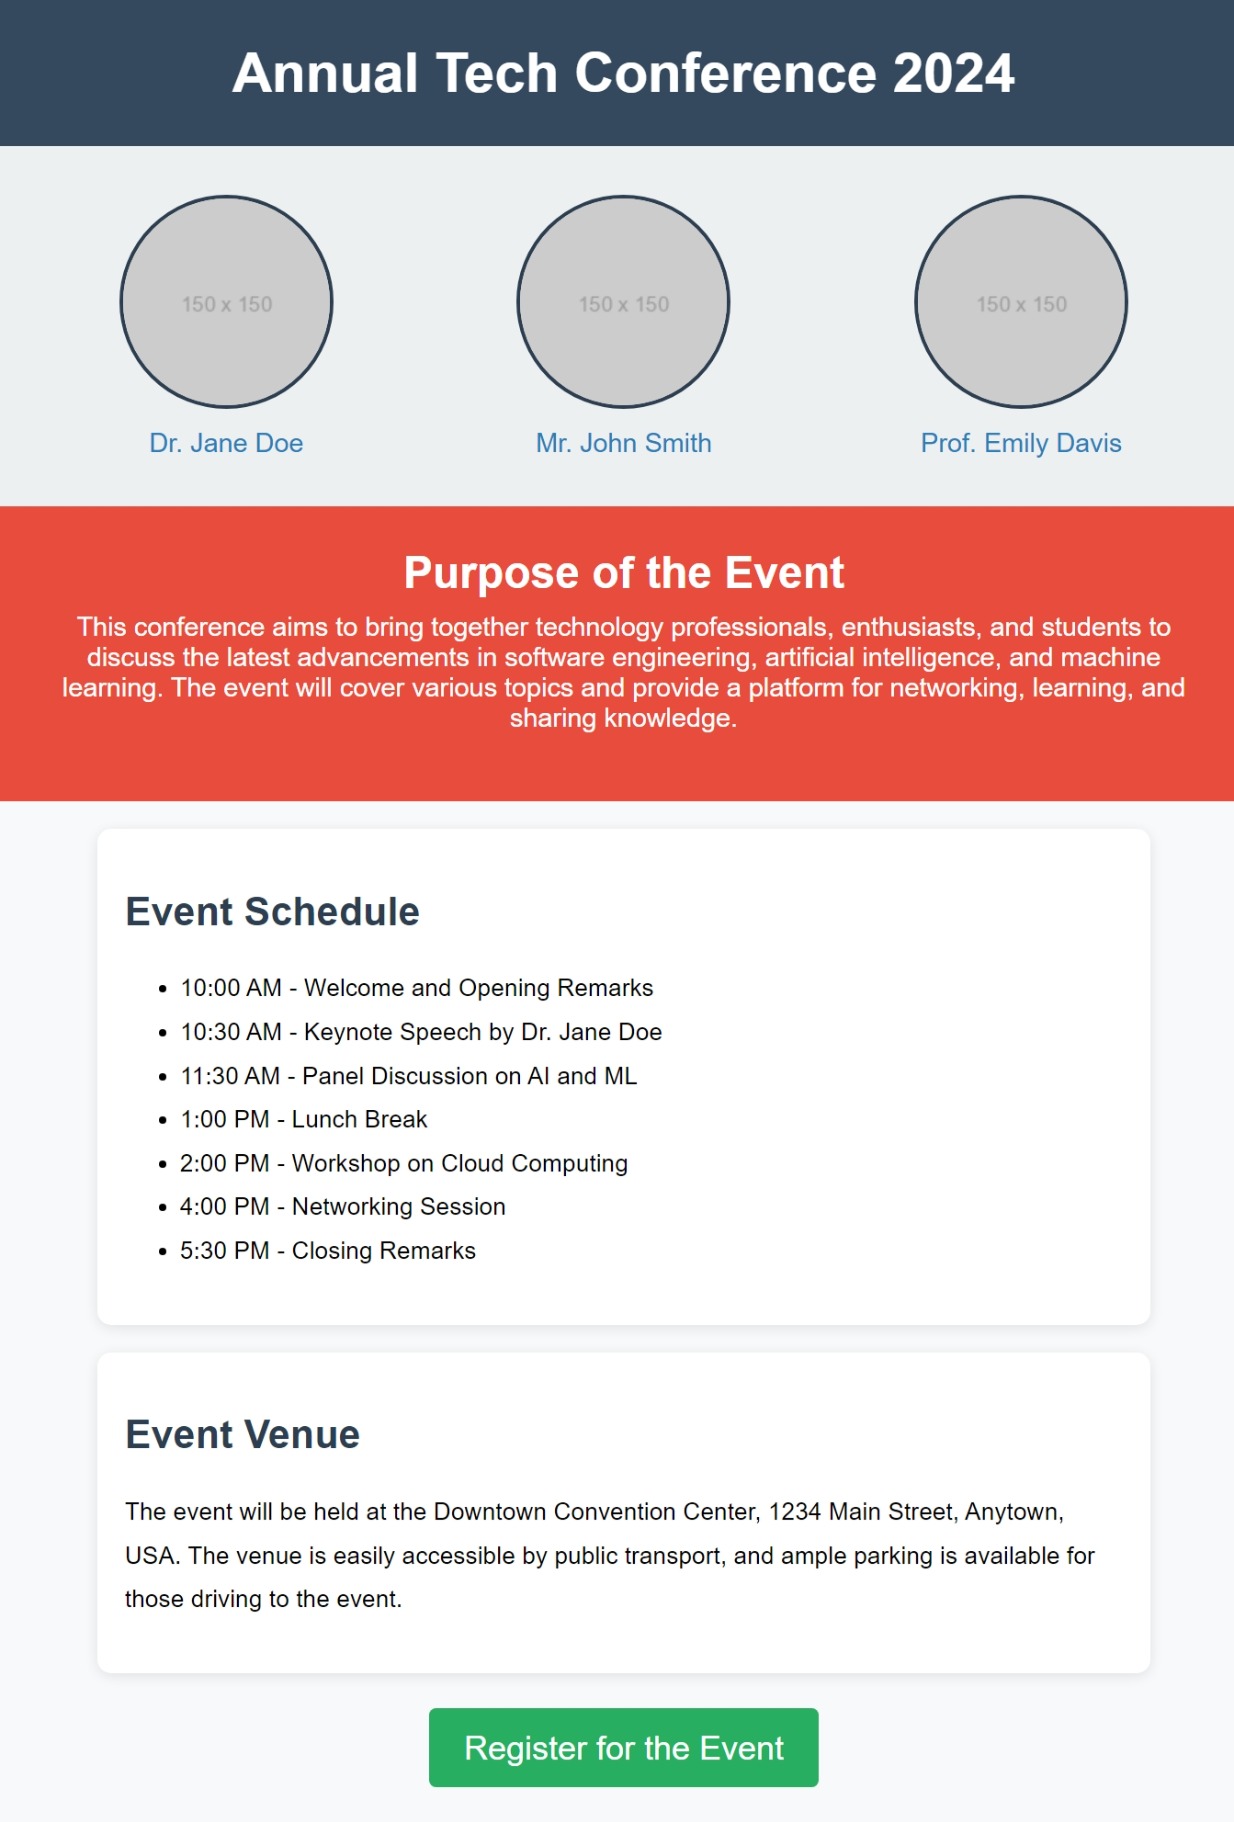 Annual Tech Conference 2024
150 x 150
150 x 150
150 x 150
Dr. Jane Doe
Mr. John Smith
Prof. Emily Davis
Purpose of the Event
This conference aims to bring together technology professionals, enthusiasts, and students to
discuss the latest advancements in software engineering, artificial intelligence, and machine
learning. The event will cover various topics and provide a platform for networking, learning, and
sharing knowledge.
Event Schedule
• 10:00 AM - Welcome and Opening Remarks
• 10:30 AM - Keynote Speech by Dr. Jane Doe
• 11:30 AM - Panel Discussion on AI and ML
• 1:00 PM - Lunch Break
• 2:00 PM - Workshop on Cloud Computing
• 4:00 PM - Networking Session
• 5:30 PM - Closing Remarks
Event Venue
The event will be held at the Downtown Convention Center, 1234 Main Street, Anytown,
USA. The venue is easily accessible by public transport, and ample parking is available for
those driving to the event.
Register for the Event